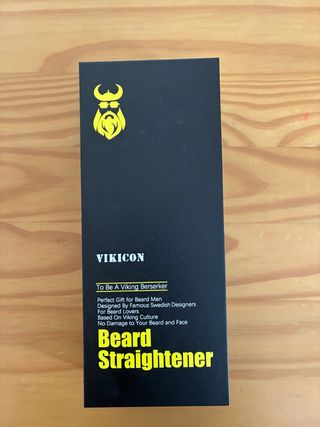 VIKICON
To Be A Viking Berserker
Perfect Gift for Beard Men
Designed By Famous Swedish Designers
For Beard Lovers
Based On Viking Culture
No Damage to Your Beard and Face
Beard
Straightener